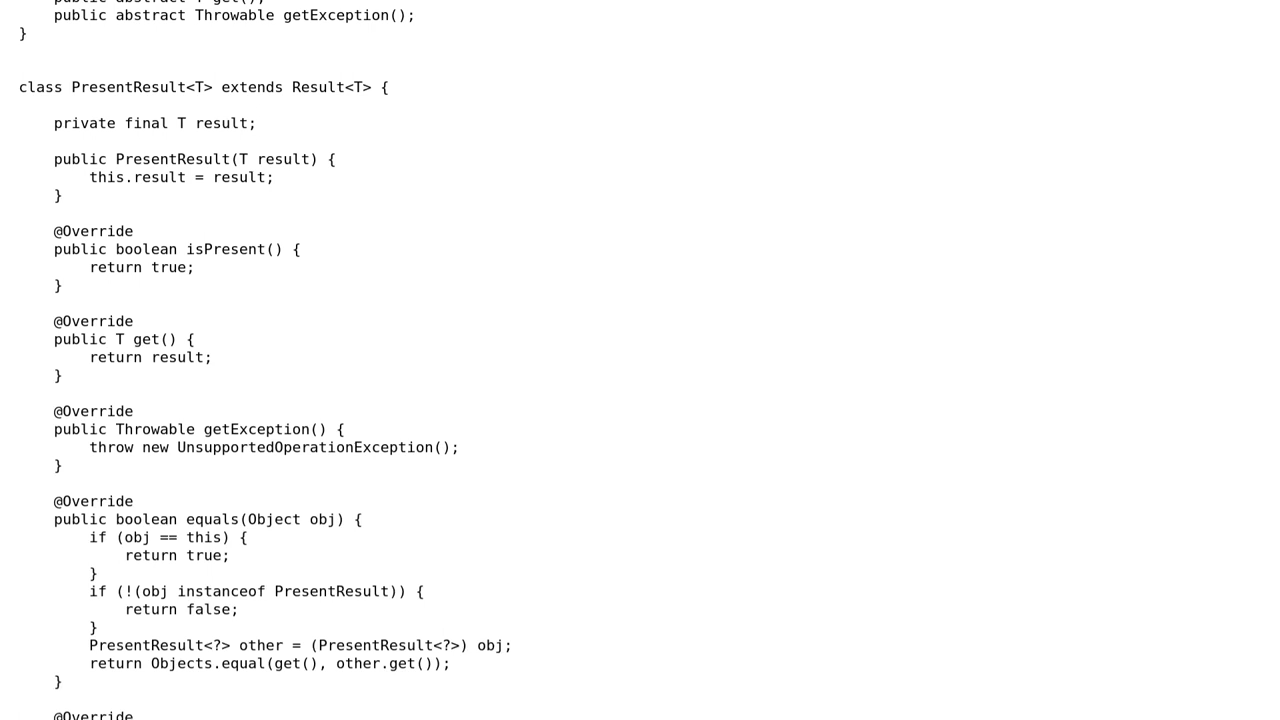 public abstract T get();
    public abstract Throwable getException();
}


class PresentResult<T> extends Result<T> {

    private final T result;

    public PresentResult(T result) {
        this.result = result;
    }

    @Override
    public boolean isPresent() {
        return true;
    }

    @Override
    public T get() {
        return result;
    }

    @Override
    public Throwable getException() {
        throw new UnsupportedOperationException();
    }

    @Override
    public boolean equals(Object obj) {
        if (obj == this) {
            return true;
        }
        if (!(obj instanceof PresentResult)) {
            return false;
        }
        PresentResult<?> other = (PresentResult<?>) obj;
        return Objects.equal(get(), other.get());
    }

    @Override